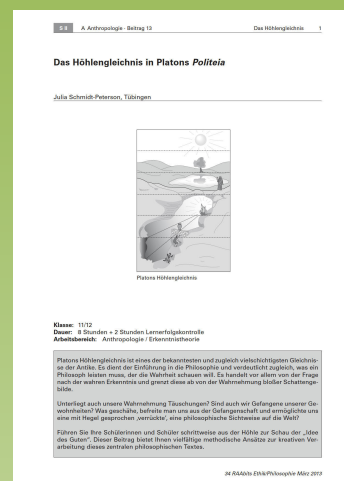 S 8 A Anthropologie · Beitrag 13 Das Höhlengleichnis 1
Das Höhlengleichnis in Platons Politeia
Julia Schmidt-Peterson, Tübingen
Platons Höhlengleichnis
Klasse: 11/12
Dauer: 8 Stunden + 2 Stunden Lernerfolgskontrolle
Arbeitsbereich: Anthropologie / Erkenntnistheorie
Platons Höhlengleichnis ist eines der bekanntesten und zugleich vielschichtigsten Gleichnis-
se der Antike. Es dient der Einführung in die Philosophie und verdeutlicht zugleich, was ein
Philosoph leisten muss, der die Wahrheit schauen will. Es handelt vor allem von der Frage
nach der wahren Erkenntnis und grenzt diese ab von der Wahrnehmung bloßer Schattenge-
bilde.
Unterliegt auch unsere Wahrnehmung Täuschungen? Sind auch wir Gefangene unserer Ge-
wohnheiten? Was geschähe, befreite man uns aus der Gefangenschaft und ermöglichte uns
eine mit Hegel gesprochen ‚verrückte', eine philosophische Sichtweise auf die Welt?
Führen Sie Ihre Schülerinnen und Schüler schrittweise aus der Höhle zur Schau der „Idee
des Guten". Dieser Beitrag bietet Ihnen vielfältige methodische Ansätze zur kreativen Ver-
arbeitung dieses zentralen philosophischen Textes.
34 RAAbits Ethik/Philosophie März 2013